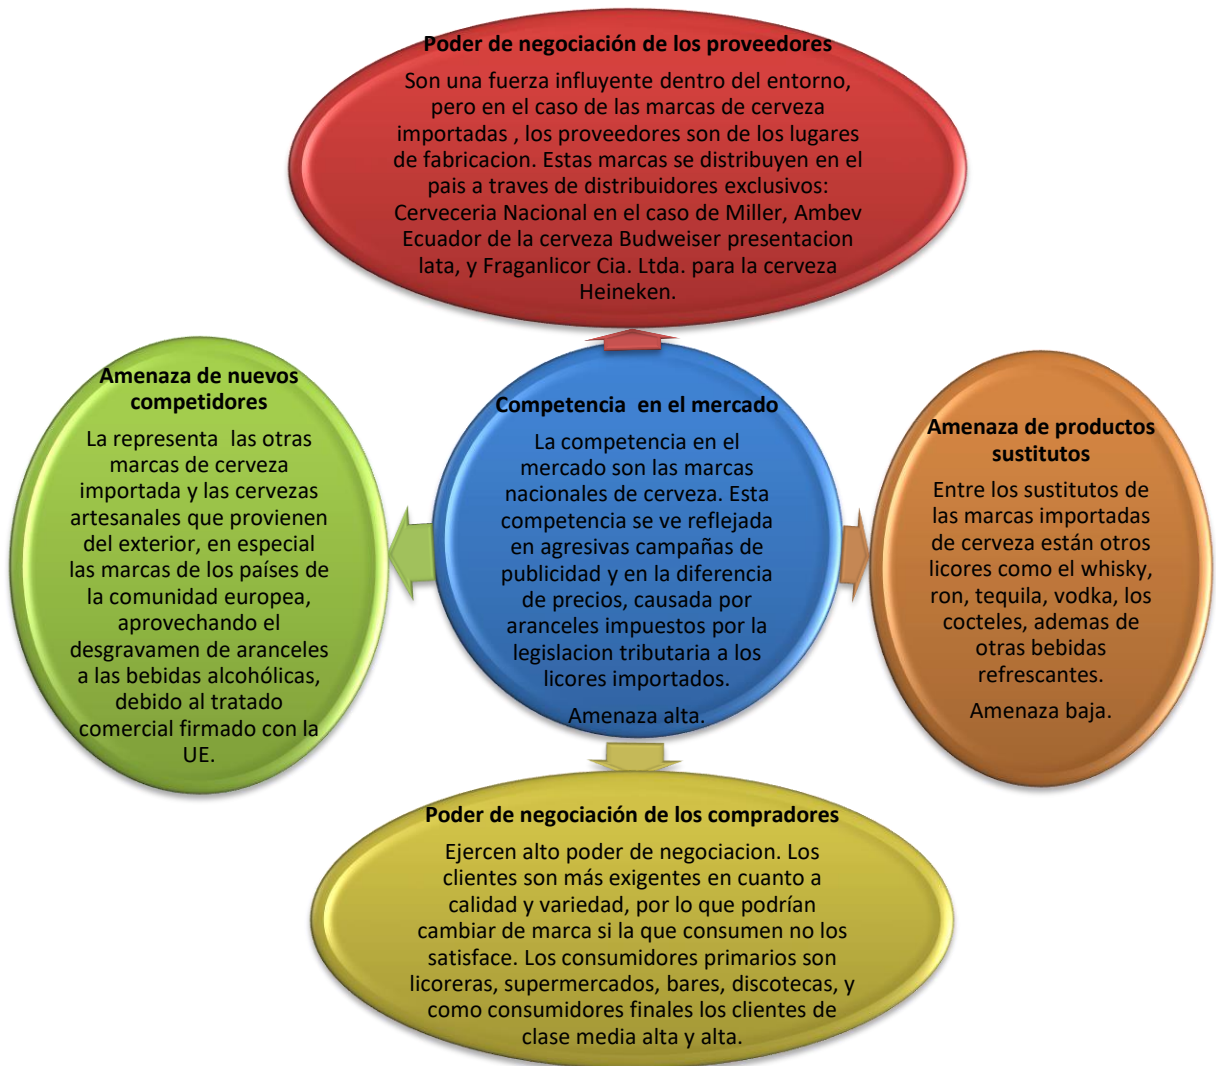 Poder de negociación de los proveedores
Son una fuerza influyente dentro del entorno,
pero en el caso de las marcas de cerveza
importadas , los proveedores son de los lugares
de fabricacion. Estas marcas se distribuyen en el
pais a traves de distribuidores exclusivos:
Cerveceria Nacional en el caso de Miller, Ambev
Ecuador de la cerveza Budweiser presentacion
lata, y Fraganlicor Cia. Ltda. para la cerveza
Heineken.
Amenaza de nuevos
competidores
La representa las otras
marcas de cerveza
importada y las cervezas
artesanales que provienen
del exterior, en especial
las marcas de los países de
la comunidad europea,
aprovechando el
desgravamen de aranceles
a las bebidas alcohólicas,
debido al tratado
comercial firmado con la
UE.
Competencia en el mercado
La competencia en el
mercado son las marcas
nacionales de cerveza. Esta
competencia se ve reflejada
en agresivas campañas de
publicidad y en la diferencia
de precios, causada por
aranceles impuestos por la
legislacion tributaria a los
licores importados.
Amenaza alta.
Amenaza de productos
sustitutos
Entre los sustitutos de
las marcas importadas
de cerveza están otros
licores como el whisky,
ron, tequila, vodka, los
cocteles, ademas de
otras bebidas
refrescantes.
Amenaza baja.
Poder de negociación de los compradores
Ejercen alto poder de negociacion. Los
clientes son más exigentes en cuanto a
calidad y variedad, por lo que podrían
cambiar de marca si la que consumen no los
satisface. Los consumidores primarios son
licoreras, supermercados, bares, discotecas, y
como consumidores finales los clientes de
clase media alta y alta.